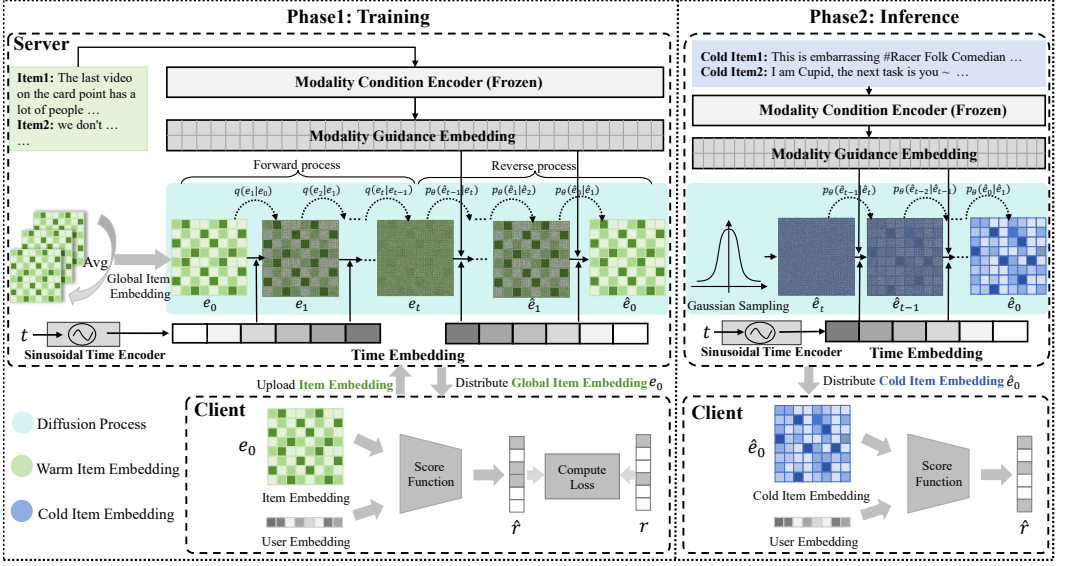 Phase1: Training
Server
Item1: The last video
on the card point has a
lot of people …
Item2: we don't …
…
Modality Condition Encoder (Frozen)
Modality Guidance Embedding
Forward process
Reverse process
q(e₁|e₀)
q(e₂|e₁)
q(eₜ|eₜ₋₁)
pθ(êₜ₋₁|eₜ)
pθ(ê₁|ê₂)
pθ(ê₀|ê₁)
Avg
Global Item
Embedding
e₀
e₁
eₜ
ê₁
ê₀
t
Sinusoidal Time Encoder
Time Embedding
Upload Item Embedding
Distribute Global Item Embedding e₀
Diffusion Process
Warm Item Embedding
Cold Item Embedding
Client
e₀
Item Embedding
User Embedding
Score
Function
r̂
Compute
Loss
r
Phase2: Inference
Cold Item1: This is embarrassing #Racer Folk Comedian …
Cold Item2: I am Cupid, the next task is you ~ …
Modality Condition Encoder (Frozen)
Modality Guidance Embedding
pθ(êₜ₋₁|êₜ)
pθ(êₜ₋₂|êₜ₋₁)
pθ(ê₀|ê₁)
Gaussian Sampling
êₜ
êₜ₋₁
ê₀
t
Sinusoidal Time Encoder
Time Embedding
Distribute Cold Item Embedding ê₀
Client
ê₀
Cold Item Embedding
User Embedding
Score
Function
r̂